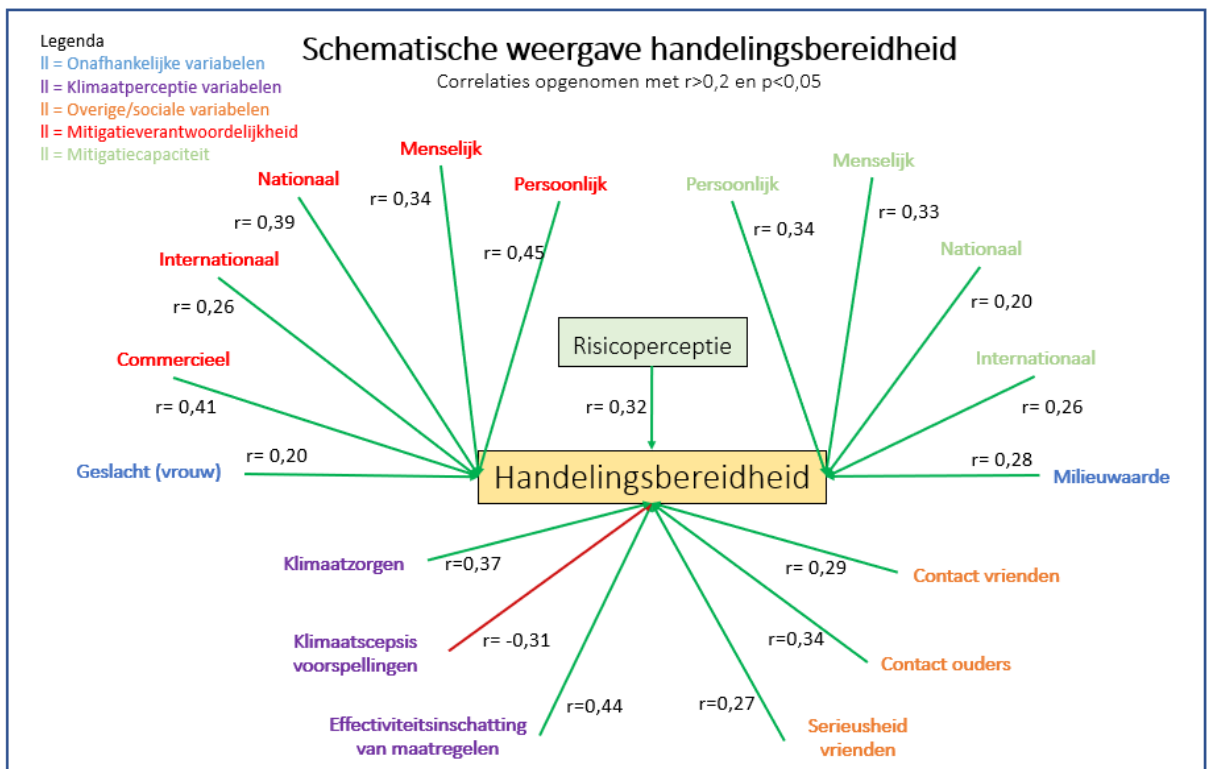 Legenda
ll = Onafhankelijke variabelen
ll = Klimaatperceptie variabelen
ll = Overige/sociale variabelen
ll = Mitigatieverantwoordelijkheid
ll = Mitigatiecapaciteit
Schematische weergave handelingsbereidheid
Correlaties opgenomen met r>0,2 en p<0,05
Menselijk
r= 0,34
Nationaal
r= 0,39
Persoonlijk
r= 0,45
Internationaal
r= 0,26
Commercieel
r= 0,41
Geslacht (vrouw)
r= 0,20
Persoonlijk
r= 0,34
Menselijk
r= 0,33
Nationaal
r= 0,20
Internationaal
r= 0,26
r= 0,28
Milieuwaarde
Risicoperceptie
r= 0,32
Handelingsbereidheid
Klimaatzorgen
r=0,37
Klimaatscepsis
voorspellingen
r= -0,31
Effectiviteitsinschatting
van maatregelen
r=0,44
r= 0,29
Contact vrienden
r=0,34
Contact ouders
r=0,27
Serieusheid
vrienden